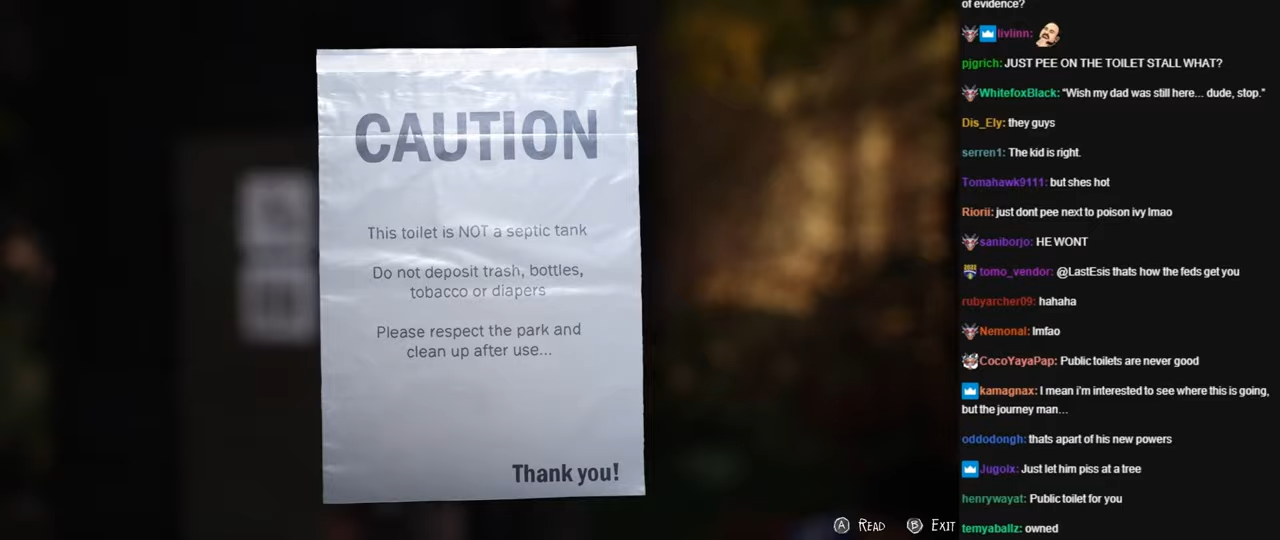 CAUTION
This toilet is NOT a septic tank
Do not deposit trash, bottles,
tobacco or diapers
Please respect the park and
clean up after use...
Thank you!
A READ B EXIT
of evidence?
livlinn:
pjgrich: JUST PEE ON THE TOILET STALL WHAT?
WhitefoxBlack: "Wish my dad was still here... dude, stop."
Dis_Ely: they guys
serren1: The kid is right.
Tomahawk9111: but shes hot
Riorii: just dont pee next to poison ivy lmao
saniborjo: HE WONT
tomo_vendor: @LastEsis thats how the feds get you
rubyarcher09: hahaha
Nemonal: lmfao
CocoYayaPap: Public toilets are never good
kamagnax: I mean i'm interested to see where this is going,
but the journey man...
oddodongh: thats apart of his new powers
Jugolx: Just let him piss at a tree
henrywayat: Public toilet for you
temyaballz: owned